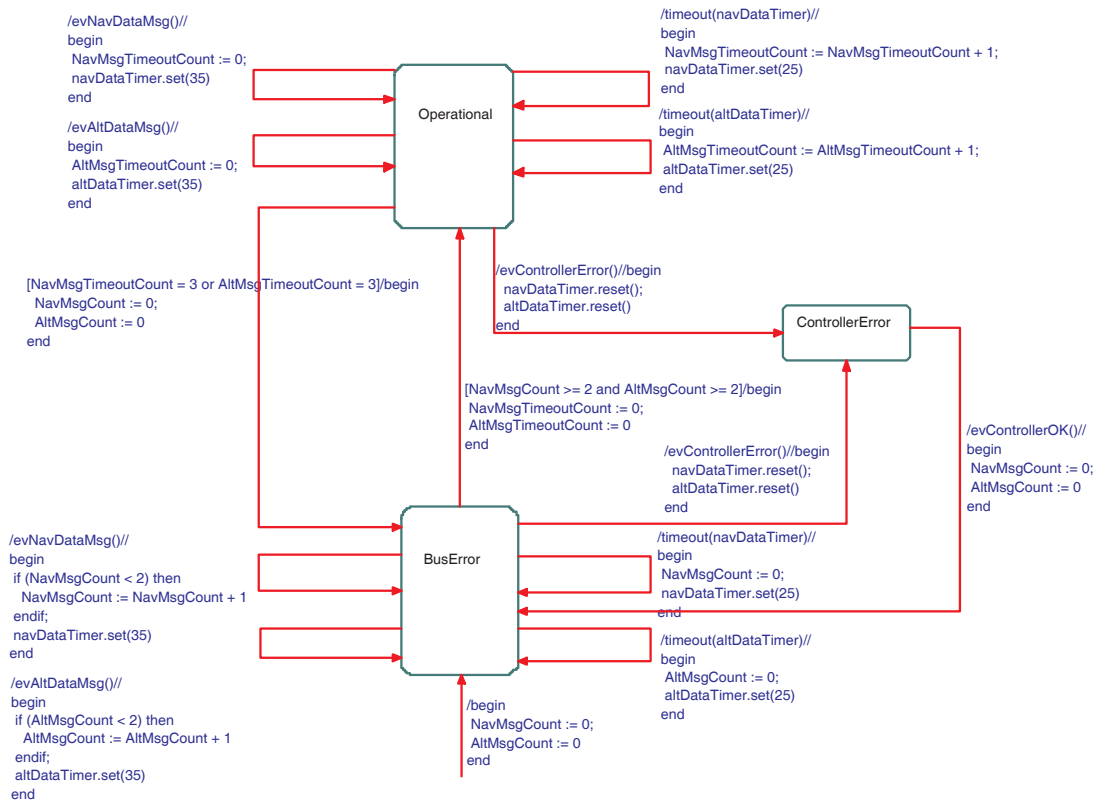 /evNavDataMsg()//
begin
NavMsgTimeoutCount := 0;
navDataTimer.set(35)
end
/timeout(navDataTimer)//
begin
NavMsgTimeoutCount := NavMsgTimeoutCount + 1;
navDataTimer.set(25)
end
Operational
/evAltDataMsg()//
begin
AltMsgTimeoutCount := 0;
altDataTimer.set(35)
end
/timeout(altDataTimer)//
begin
AltMsgTimeoutCount := AltMsgTimeoutCount + 1;
altDataTimer.set(25)
end
[NavMsgTimeoutCount = 3 or AltMsgTimeoutCount = 3]/begin
NavMsgCount := 0;
AltMsgCount := 0
end
/evControllerError()//begin
navDataTimer.reset();
altDataTimer.reset()
end
ControllerError
[NavMsgCount >= 2 and AltMsgCount >= 2]/begin
NavMsgTimeoutCount := 0;
AltMsgTimeoutCount := 0
end
/evControllerError()//begin
navDataTimer.reset();
altDataTimer.reset()
end
/evControllerOK()//
begin
NavMsgCount := 0;
AltMsgCount := 0
end
/evNavDataMsg()//
begin
if (NavMsgCount < 2) then
NavMsgCount := NavMsgCount + 1
endif;
navDataTimer.set(35)
end
BusError
/timeout(navDataTimer)//
begin
NavMsgCount := 0;
navDataTimer.set(25)
end
/timeout(altDataTimer)//
begin
AltMsgCount := 0;
altDataTimer.set(25)
end
/evAltDataMsg()//
begin
if (AltMsgCount < 2) then
AltMsgCount := AltMsgCount + 1
endif;
altDataTimer.set(35)
end
/begin
NavMsgCount := 0;
AltMsgCount := 0
end